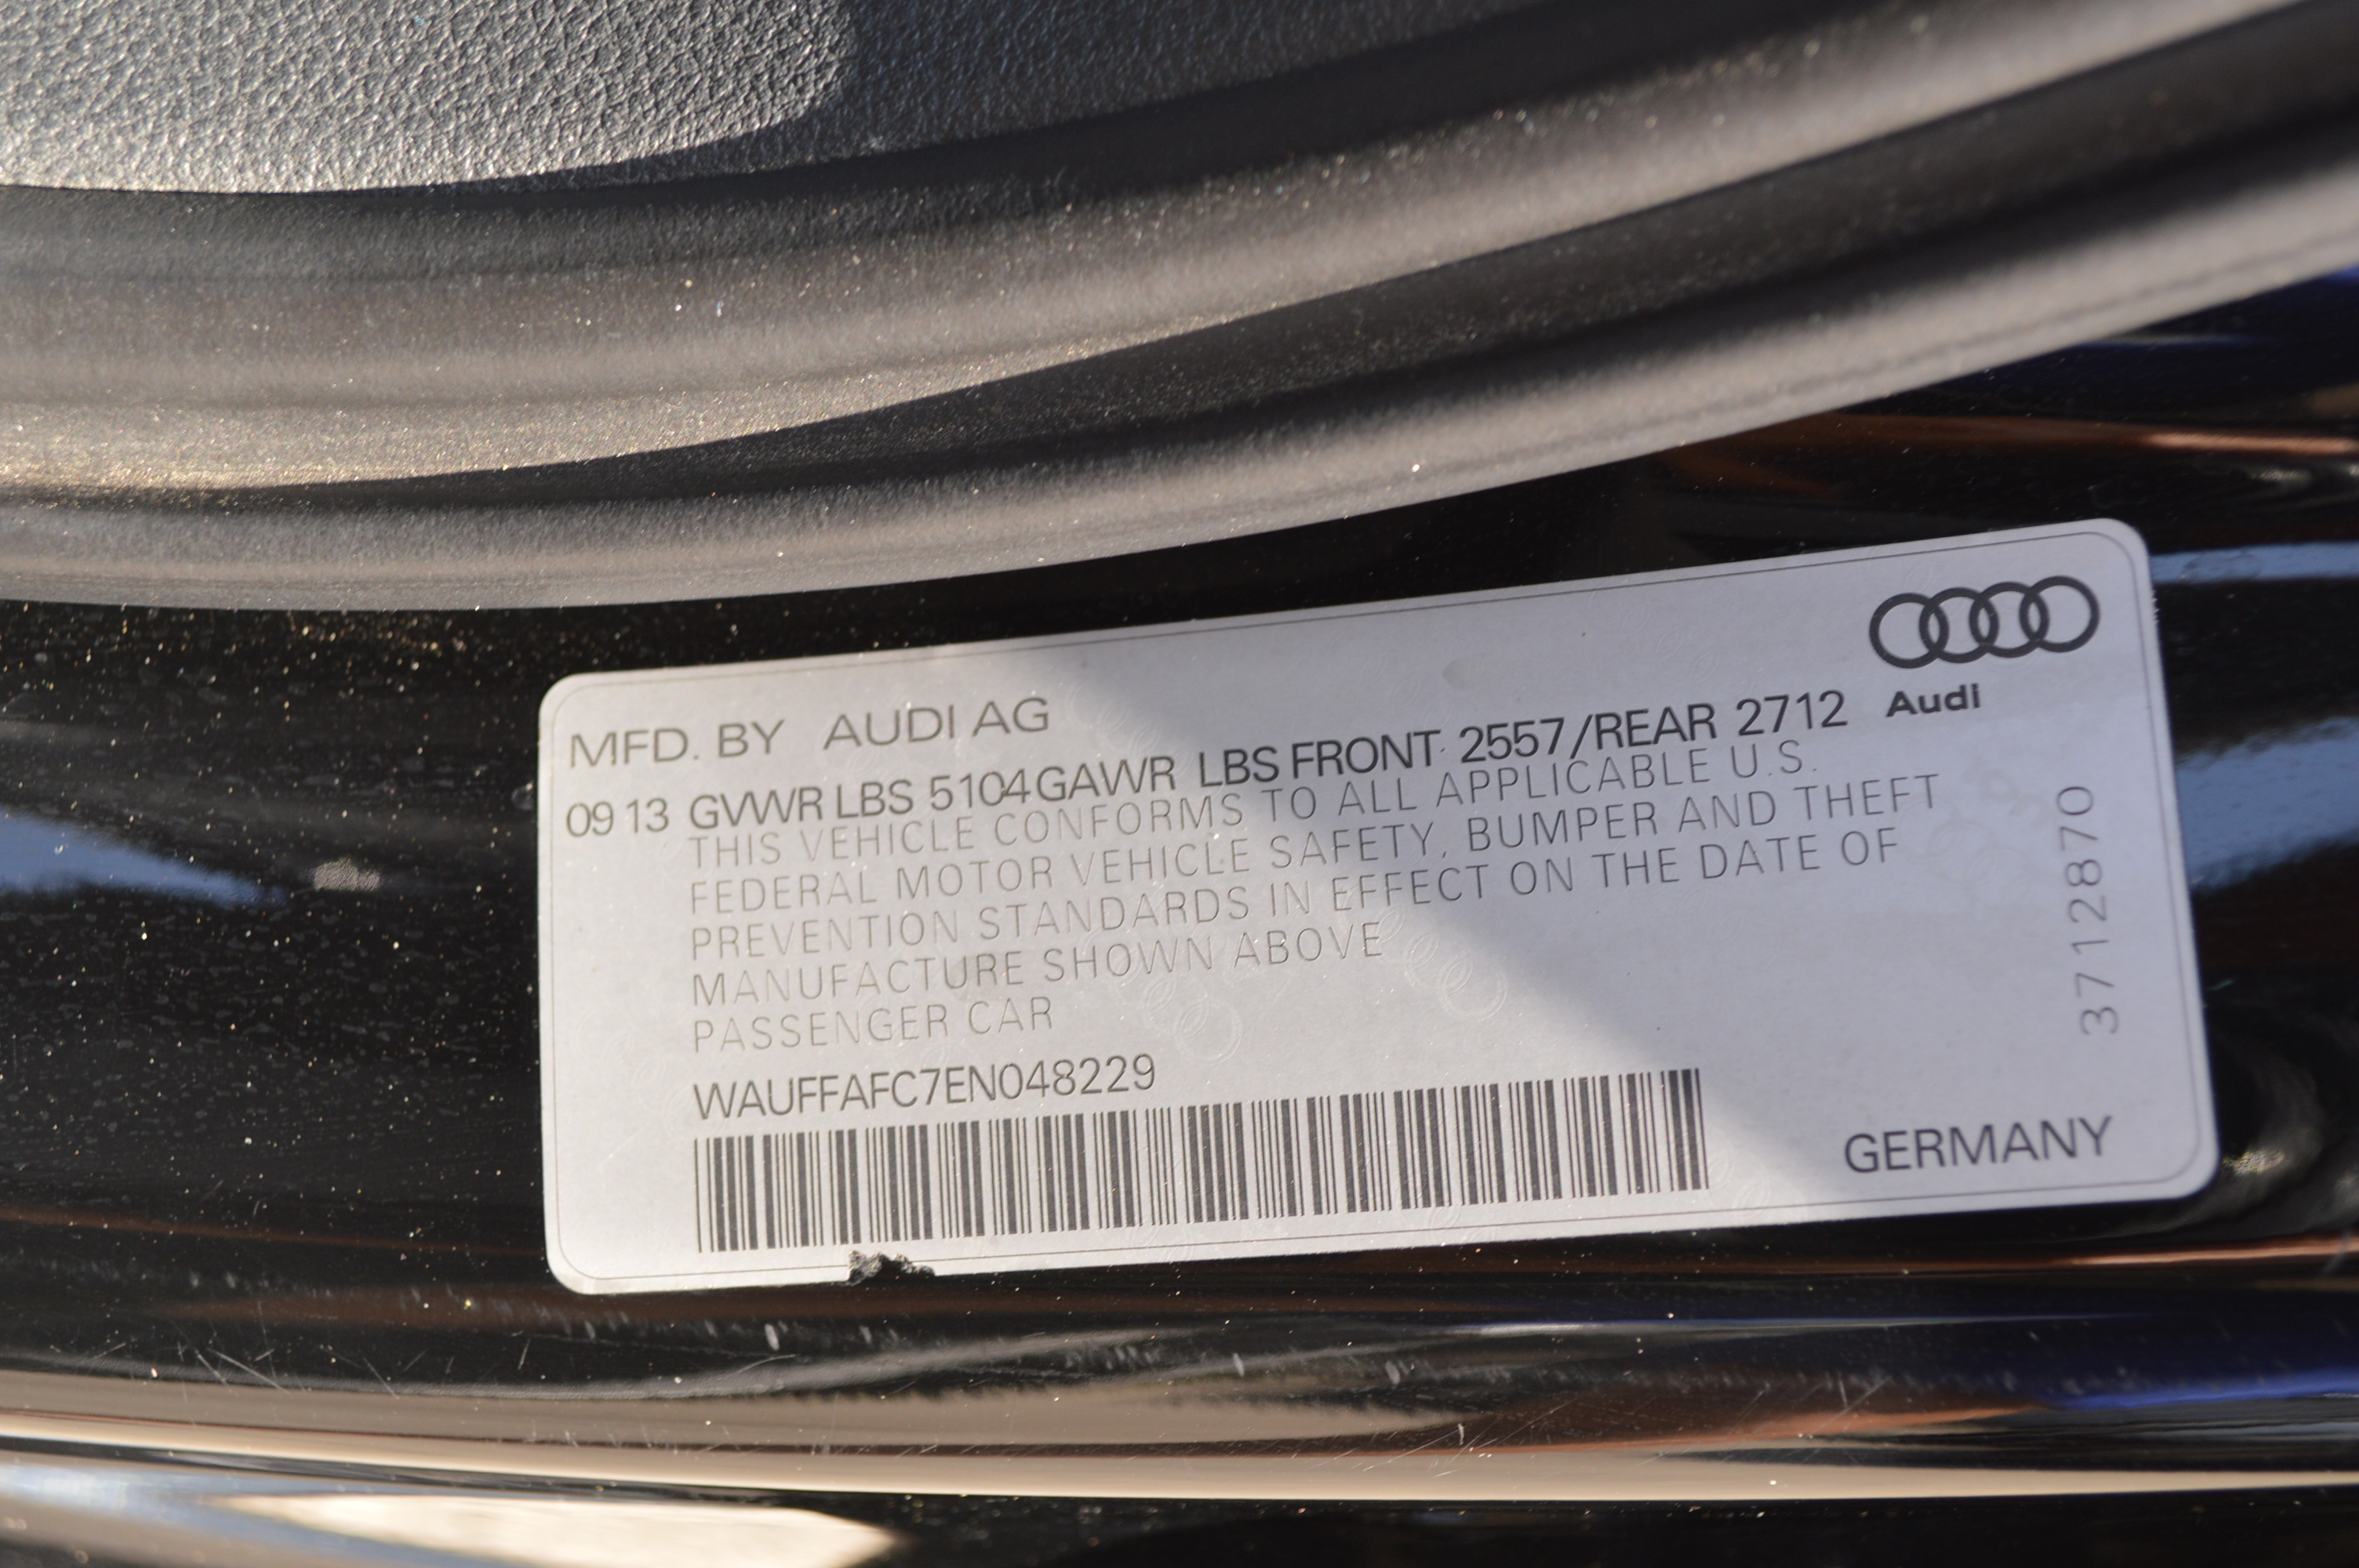 MFD. BY AUDI AG
Audi
09 13 GVWR LBS 5104 GAWR LBS FRONT 2557/REAR 2712
THIS VEHICLE CONFORMS TO ALL APPLICABLE U.S.
FEDERAL MOTOR VEHICLE SAFETY, BUMPER AND THEFT
PREVENTION STANDARDS IN EFFECT ON THE DATE OF
MANUFACTURE SHOWN ABOVE
PASSENGER CAR
WAUFFAFC7EN048229
GERMANY
3712870